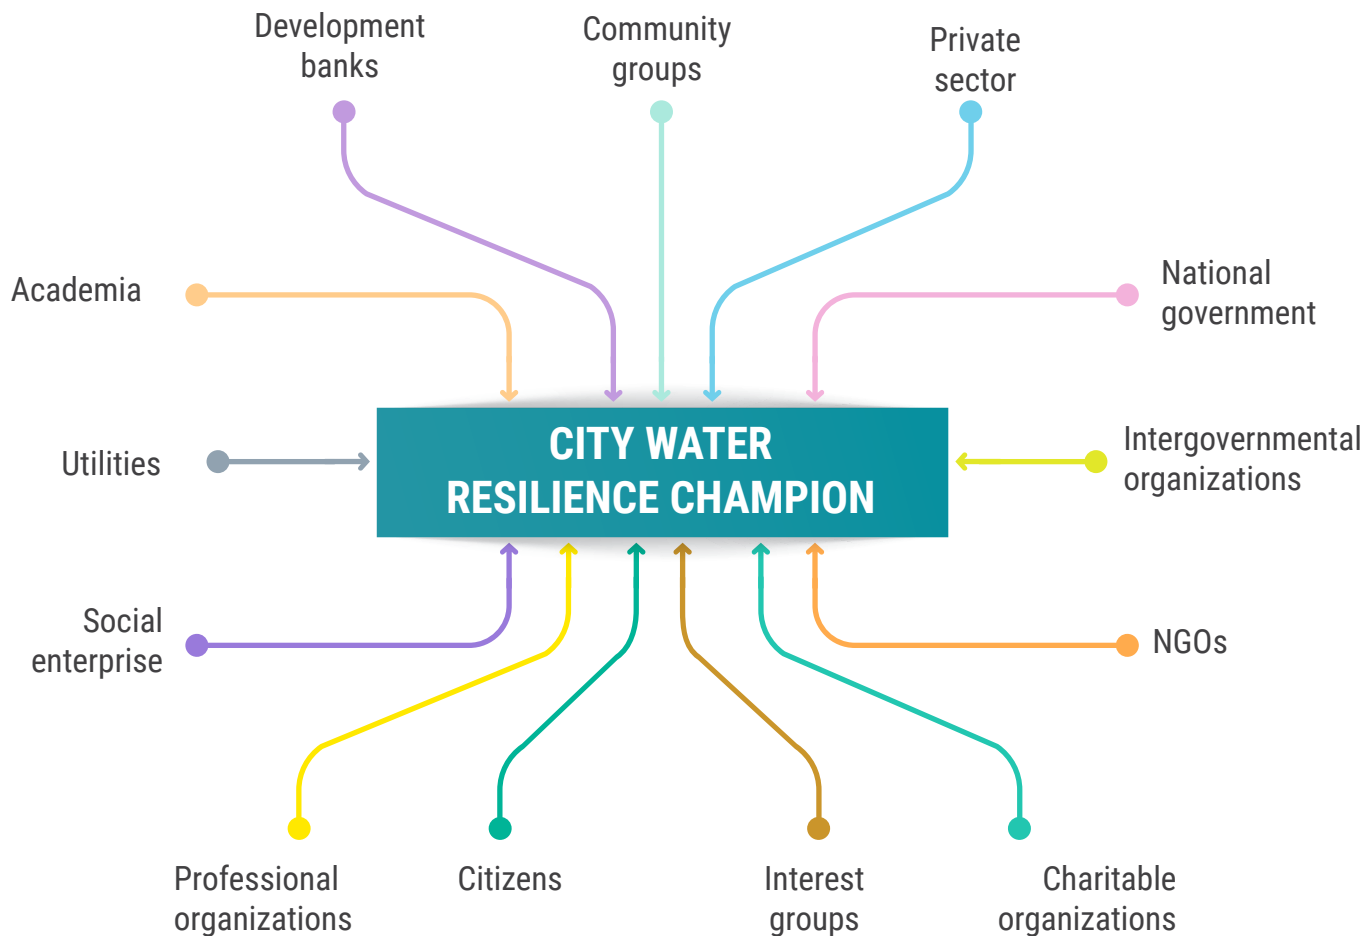 Development
banks
Community
groups
Private
sector
Academia
National
government
CITY WATER
RESILIENCE CHAMPION
Utilities
Intergovernmental
organizations
Social
enterprise
NGOs
Professional
organizations
Citizens
Interest
groups
Charitable
organizations